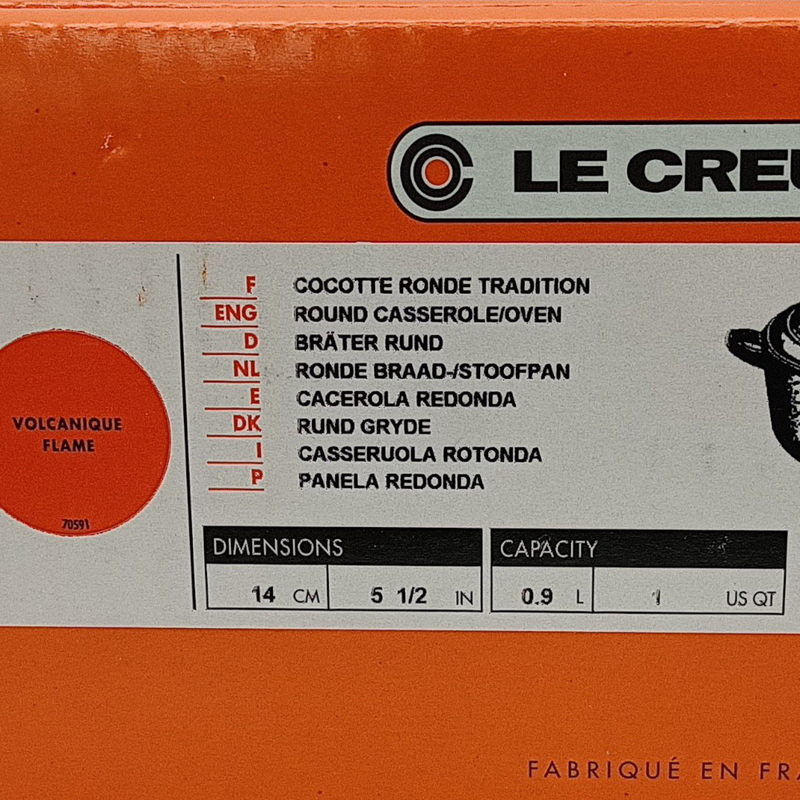 LE CREU
F COCOTTE RONDE TRADITION
ENG ROUND CASSEROLE/OVEN
D BRÄTER RUND
NL RONDE BRAAD-/STOOFPAN
E CACEROLA REDONDA
DK RUND GRYDE
I CASSERUOLA ROTONDA
P PANELA REDONDA
VOLCANIQUE
FLAME
70591
DIMENSIONS CAPACITY
14 CM 5 1/2 IN 0.9 L 1 US QT
FABRIQUÉ EN FRA